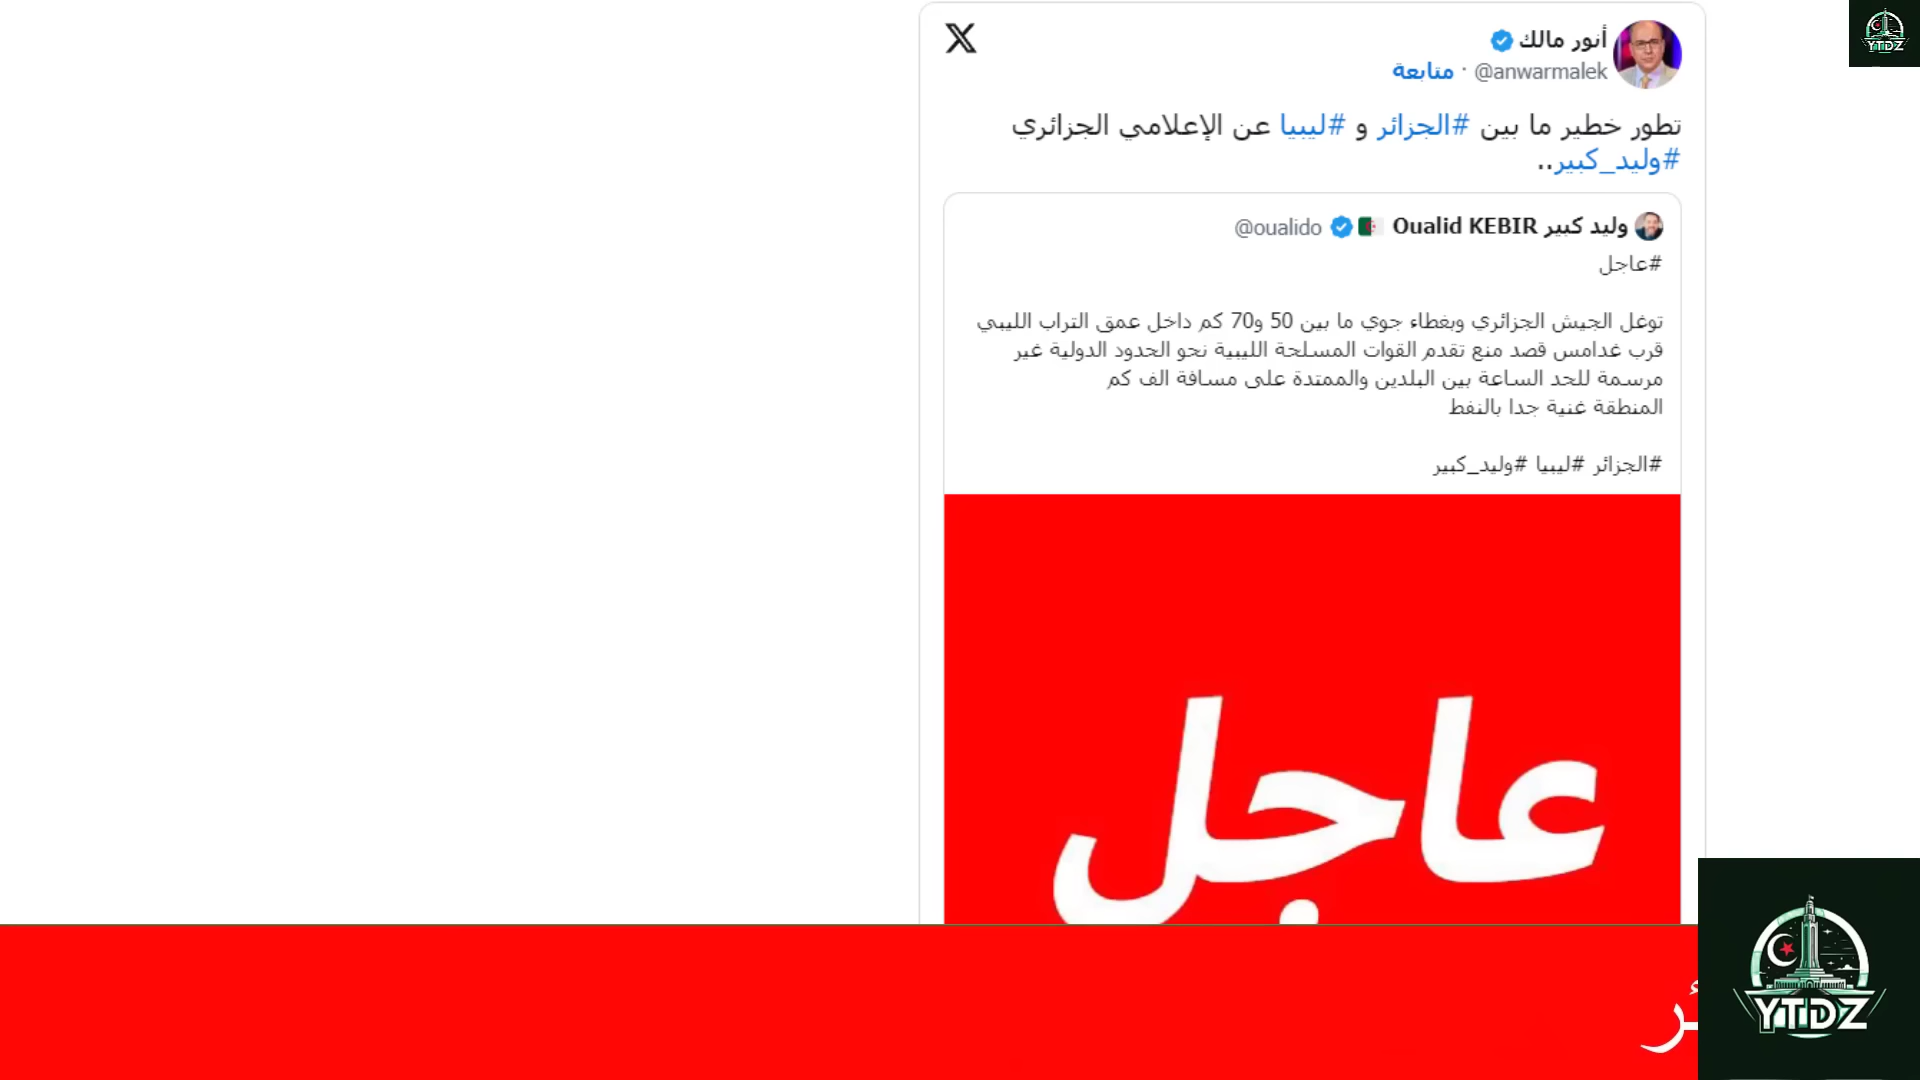 أنور مالك
@anwarmalek · متابعة
تطور خطير ما بين #الجزائر و #ليبيا عن الإعلامي الجزائري
#وليد_كبير..
وليد كبير Oualid KEBIR 🇩🇿 @oualido
#عاجل
توغل الجيش الجزائري وبغطاء جوي ما بين 50 و70 كم داخل عمق التراب الليبي
قرب غدامس قصد منع تقدم القوات المسلحة الليبية نحو الحدود الدولية غير
مرسمة للحد الساعة بين البلدين والممتدة على مسافة الف كم
المنطقة غنية جدا بالنفط
#الجزائر #ليبيا #وليد_كبير
عاجل
YTDZ
YTDZ